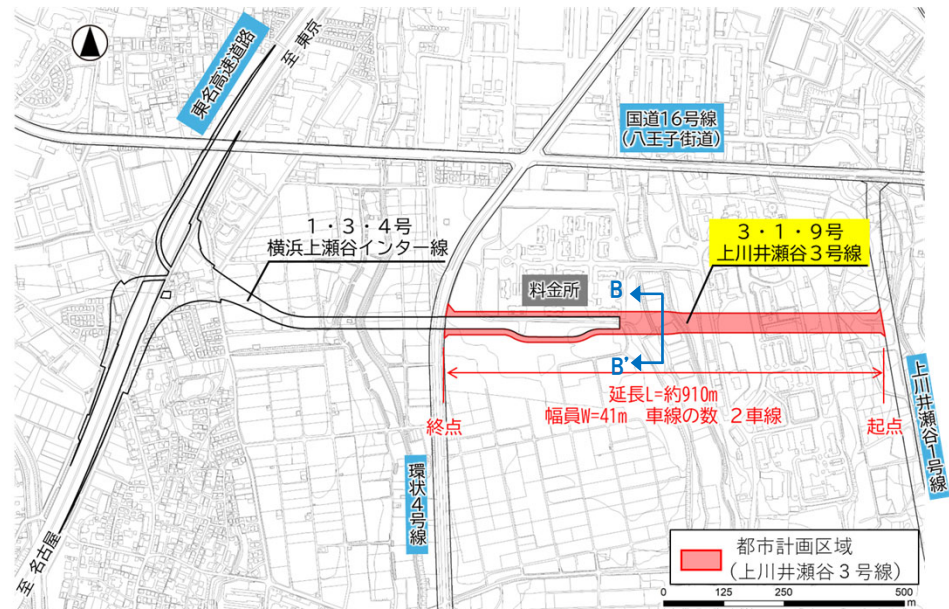 東名高速道路
至 東京
国道16号線
(八王子街道)
1・3・4号
横浜上瀬谷インター線
3・1・9号
上川井瀬谷3号線
料金所
B
B'
延長L=約910m
幅員W=41m 車線の数 2車線
終点
起点
上川井瀬谷1号線
環状4号線
至 名古屋
都市計画区域
(上川井瀬谷3号線)
0 125 250 500
m